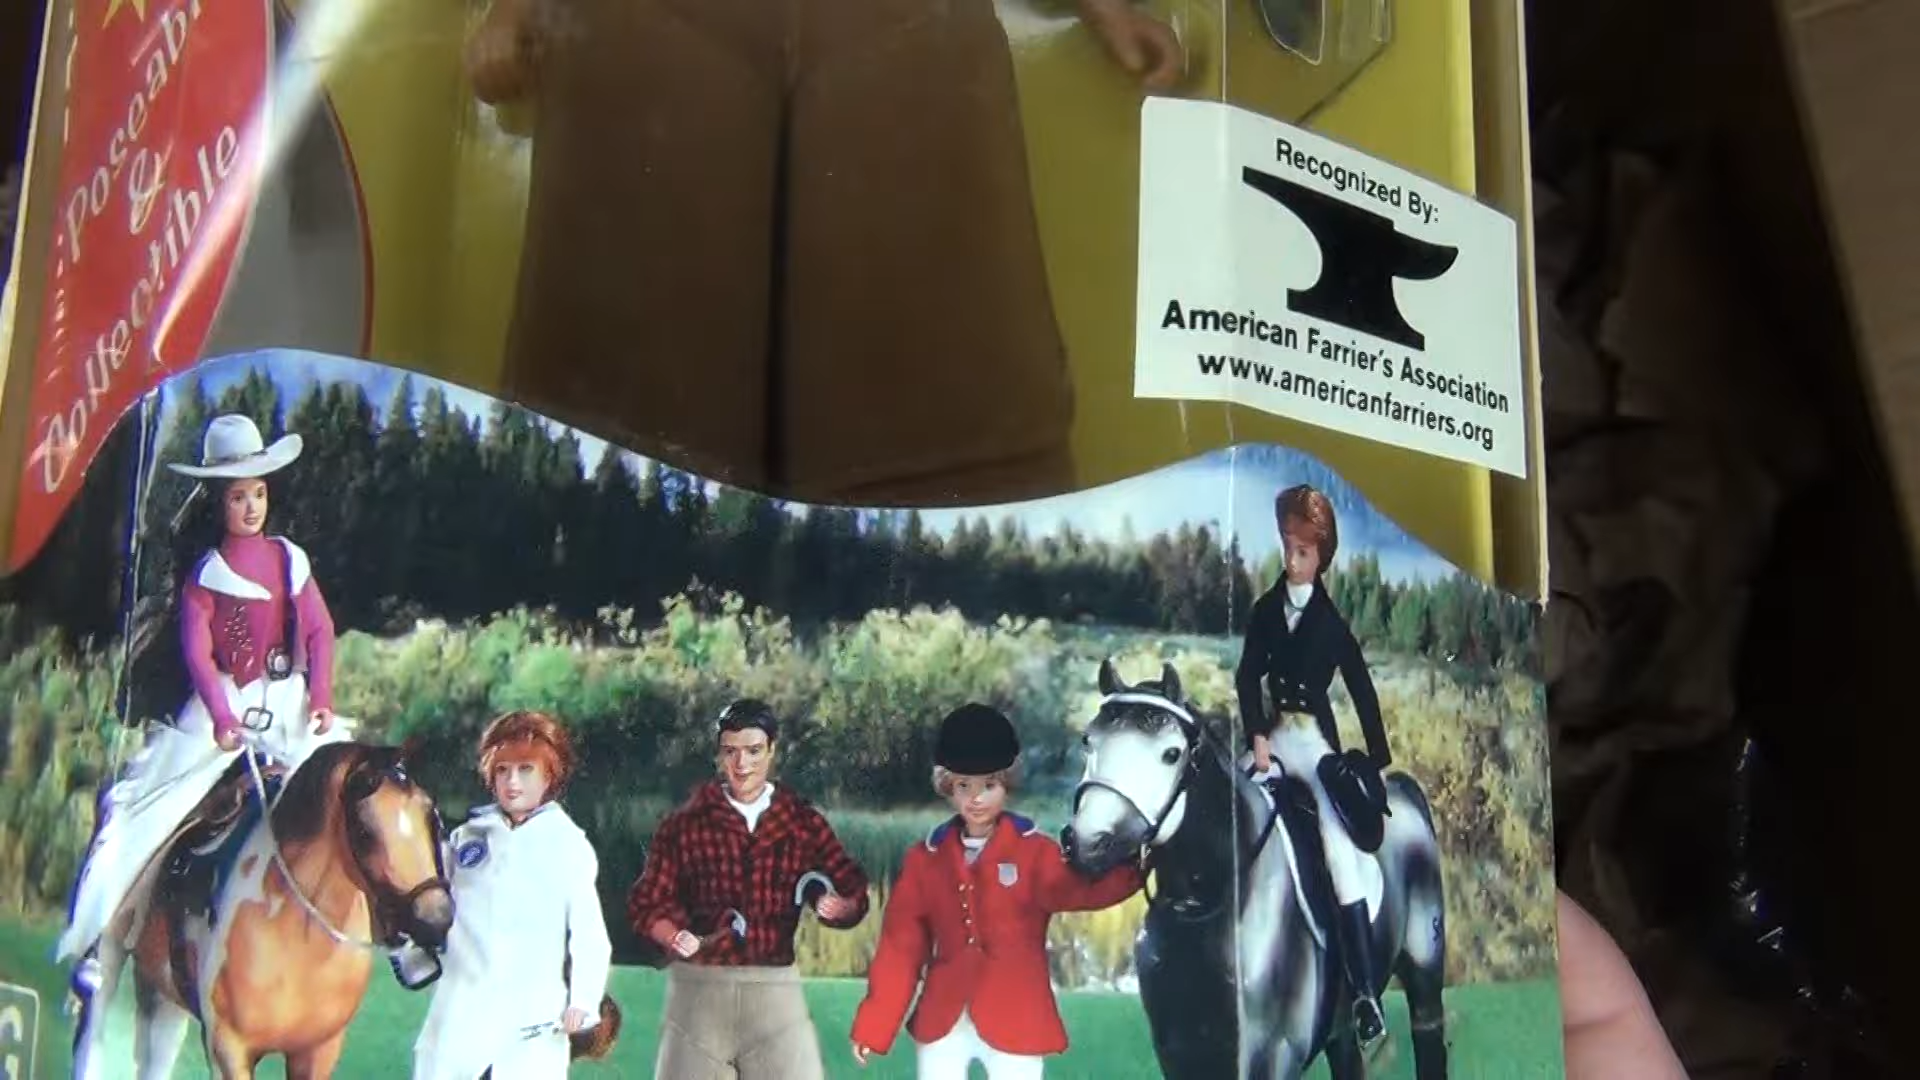 Poseable
&
Collectible
Recognized By:
American Farrier's Association
www.americanfarriers.org
G